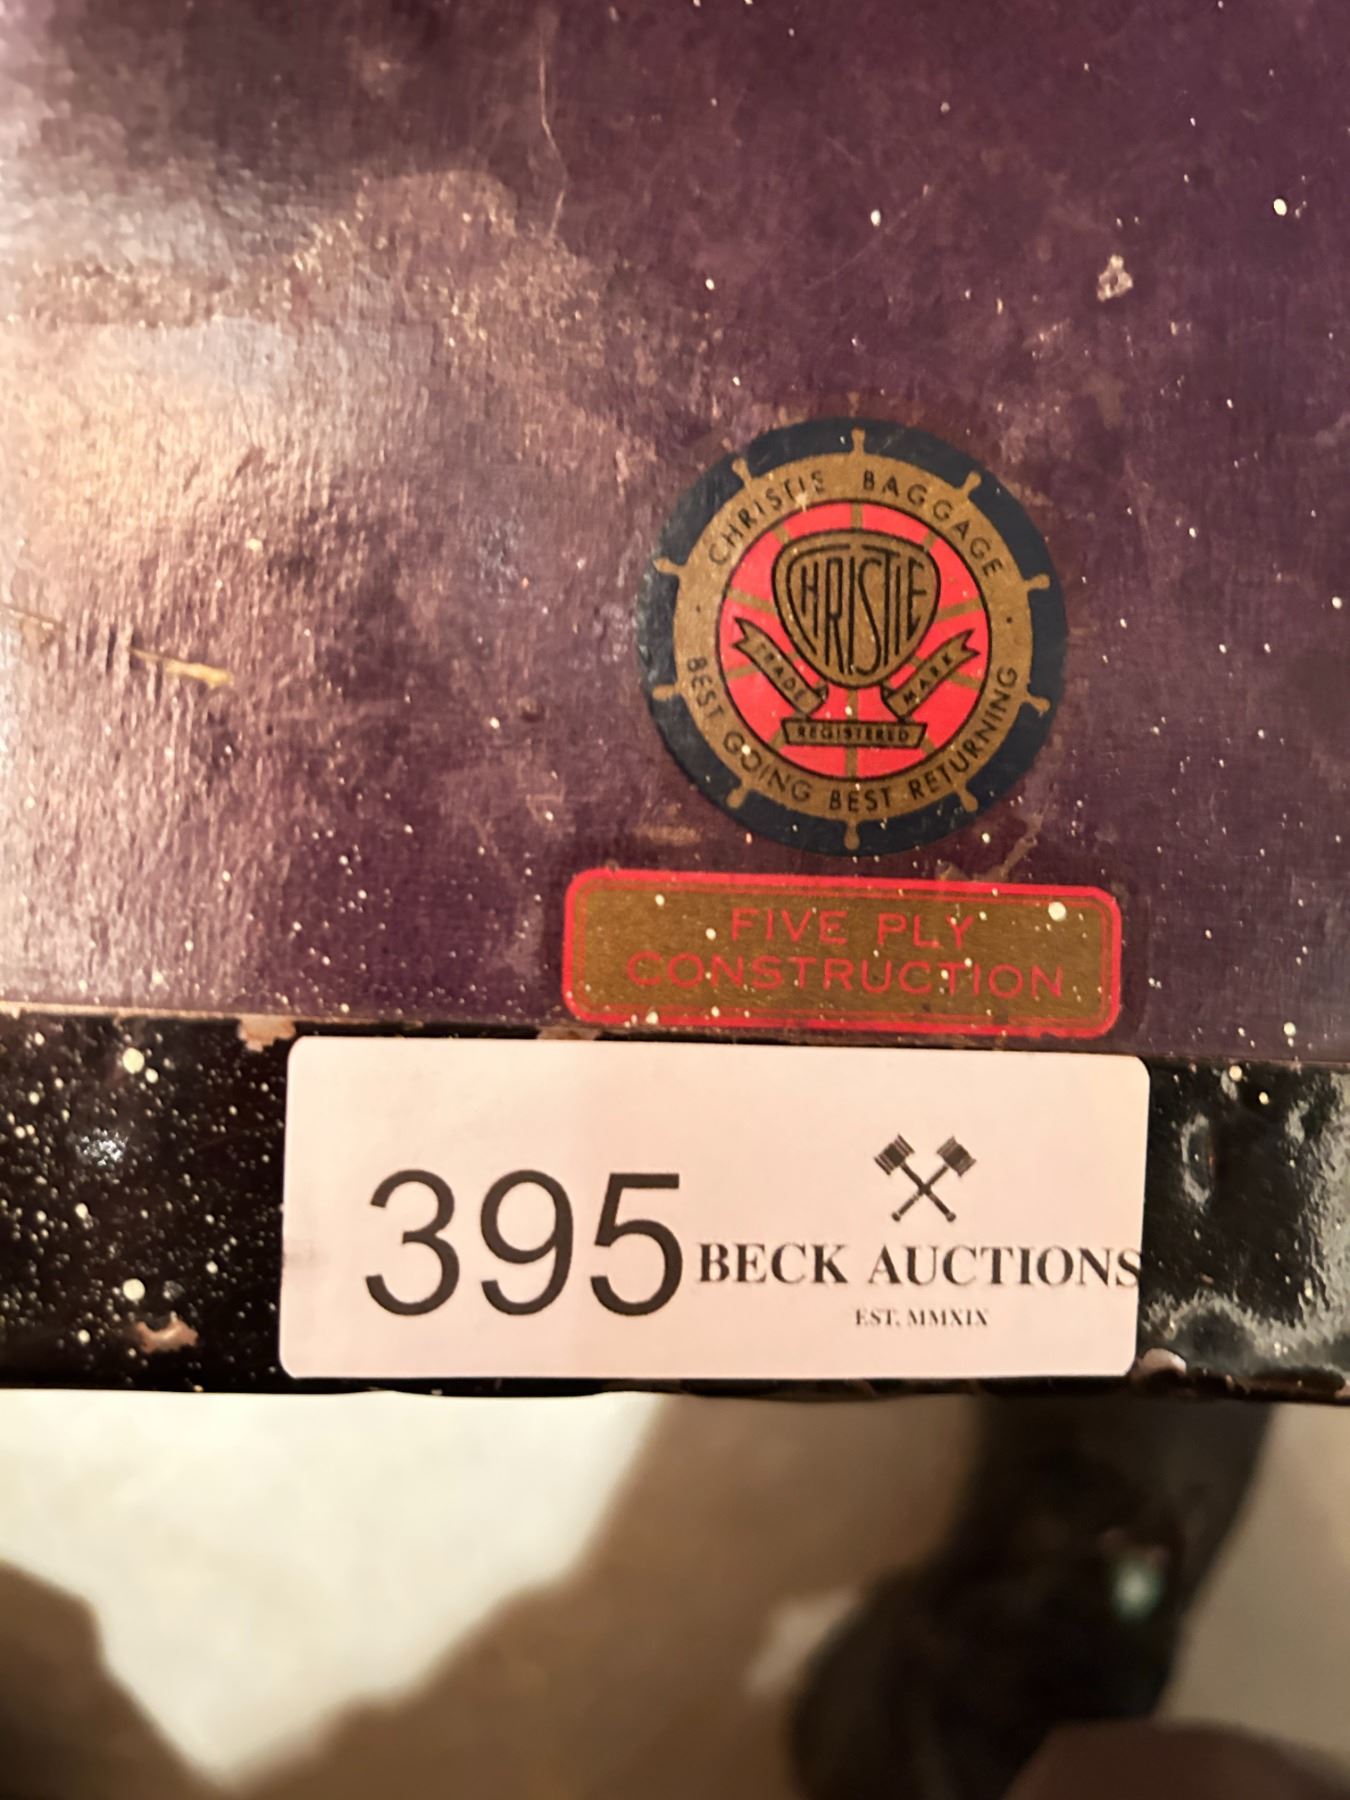 CHRISTIE BAGGAGE
CHRISTIE
TRADE MARK
REGISTERED
BEST GOING BEST RETURNING
FIVE PLY
CONSTRUCTION
395 BECK AUCTIONS
EST. MMXIX